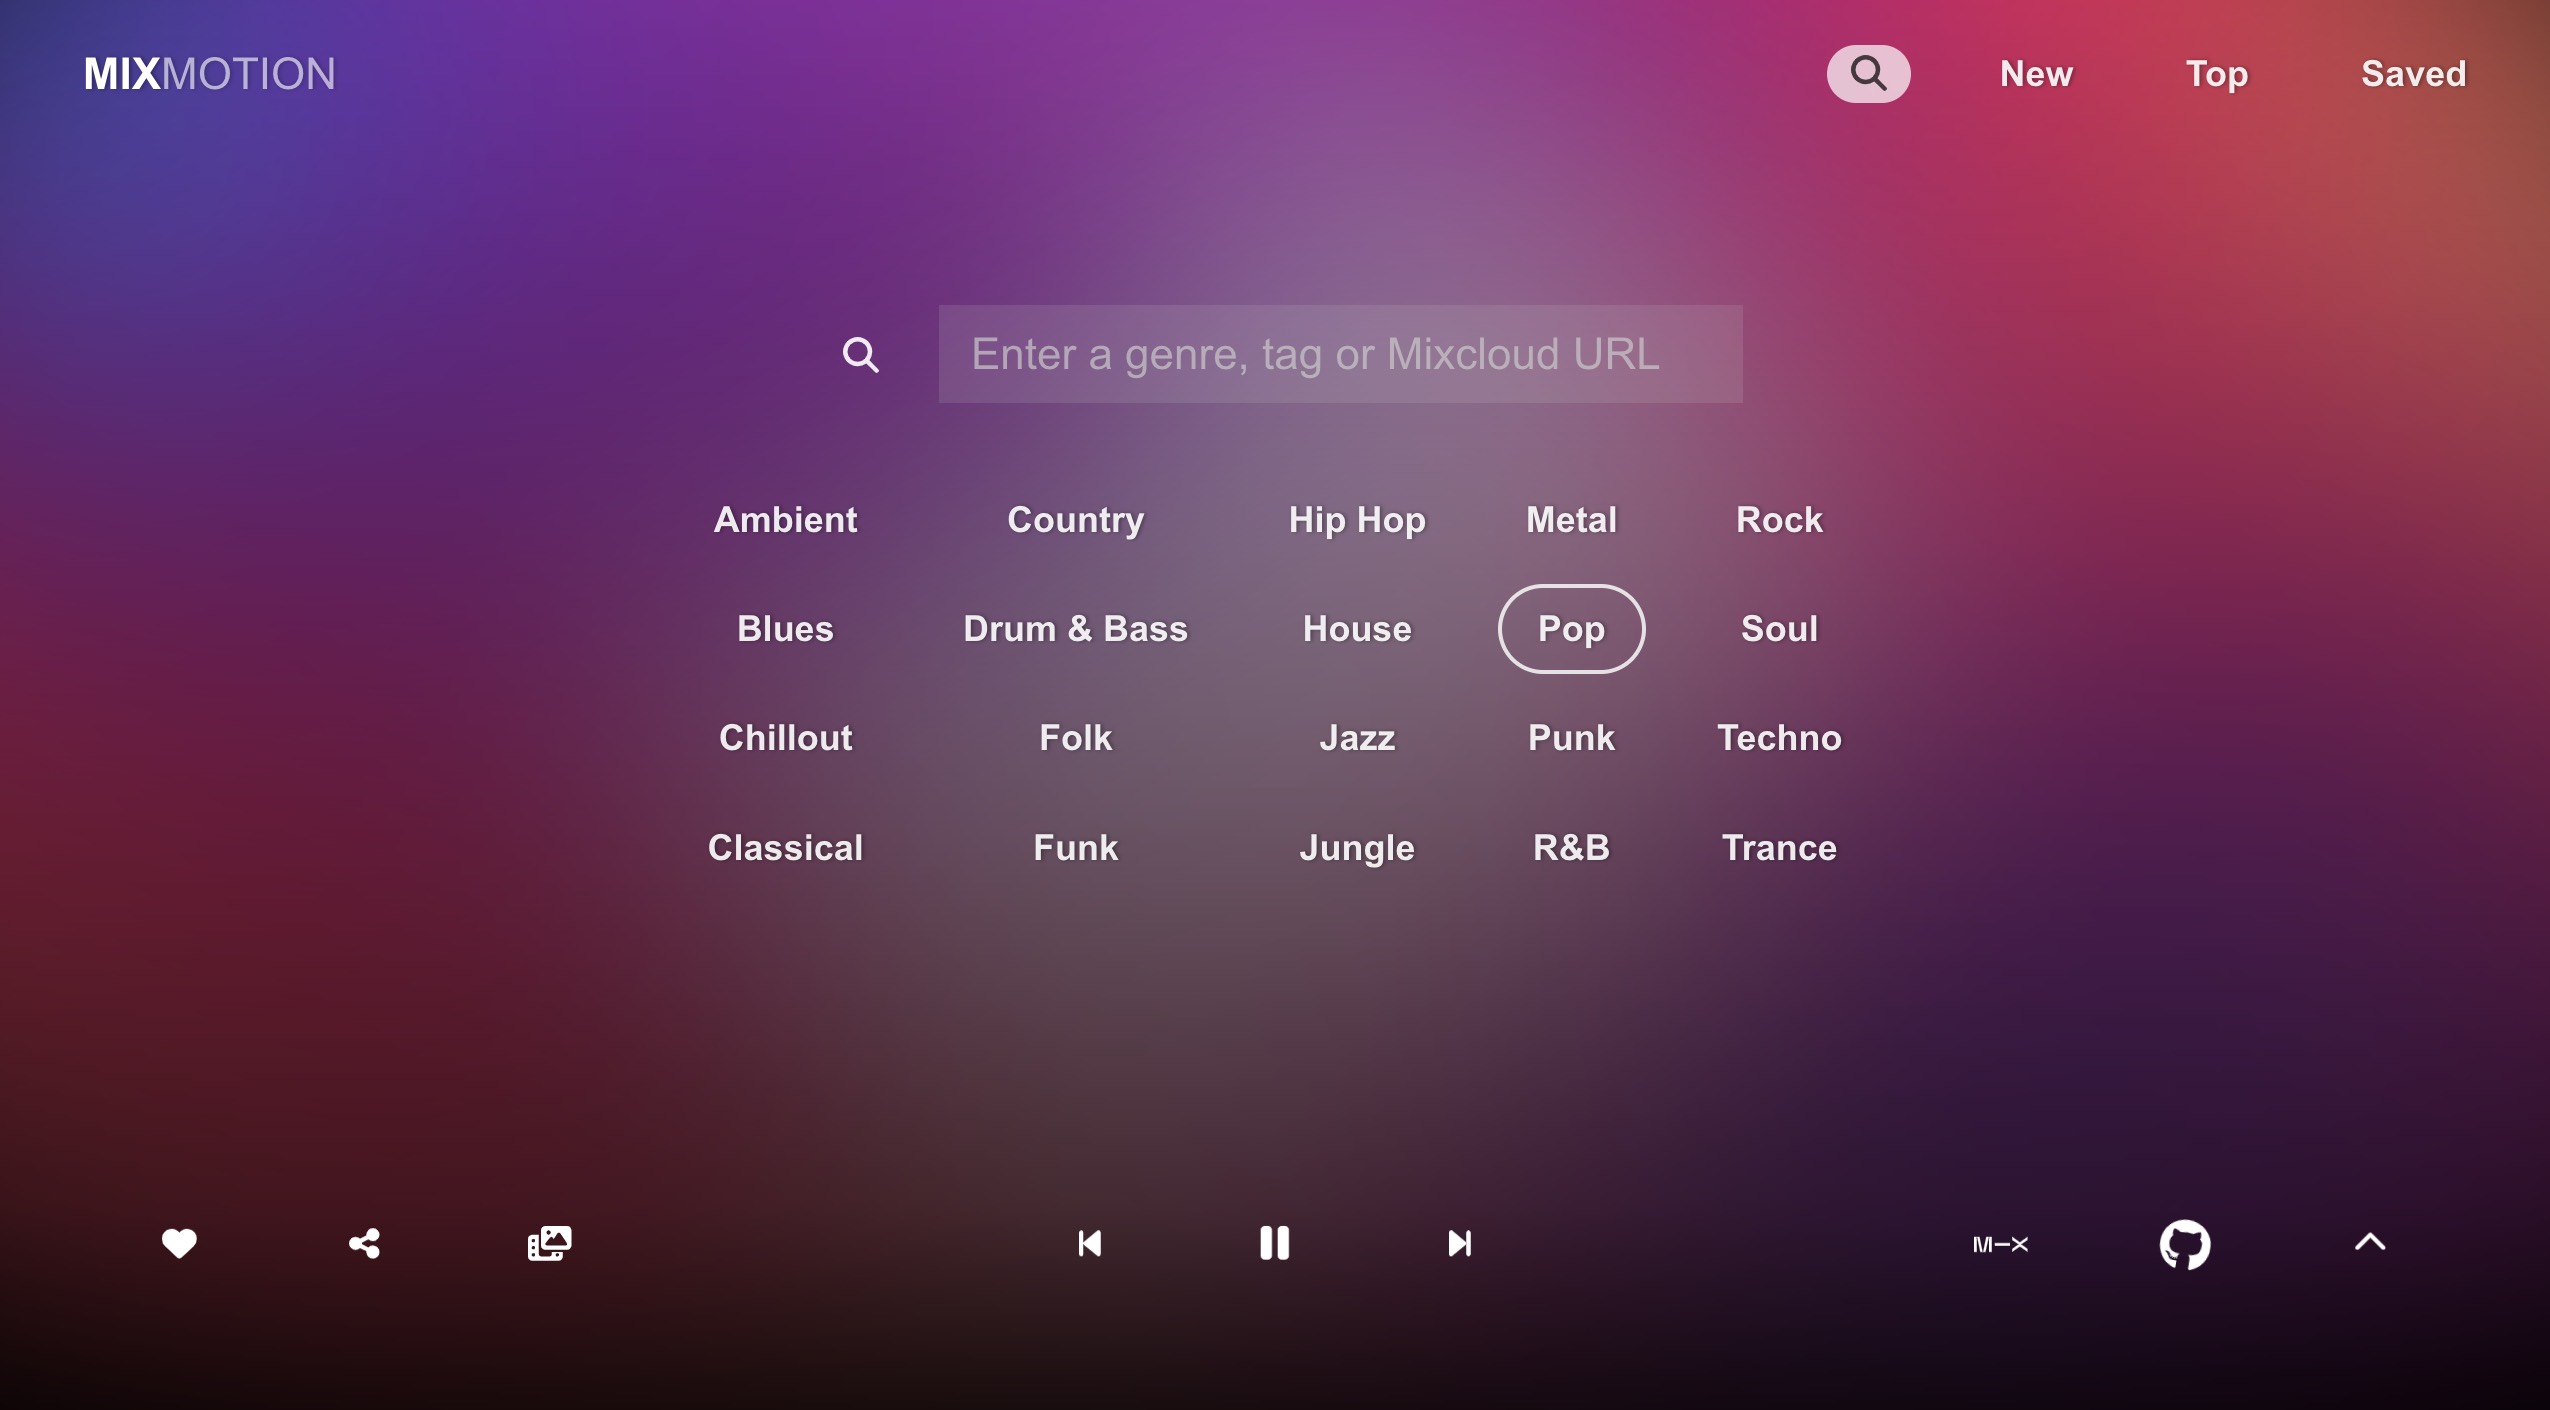 MIXMOTION
New Top Saved
Enter a genre, tag or Mixcloud URL
Ambient Country Hip Hop Metal Rock
Blues Drum & Bass House Pop Soul
Chillout Folk Jazz Punk Techno
Classical Funk Jungle R&B Trance
M–X